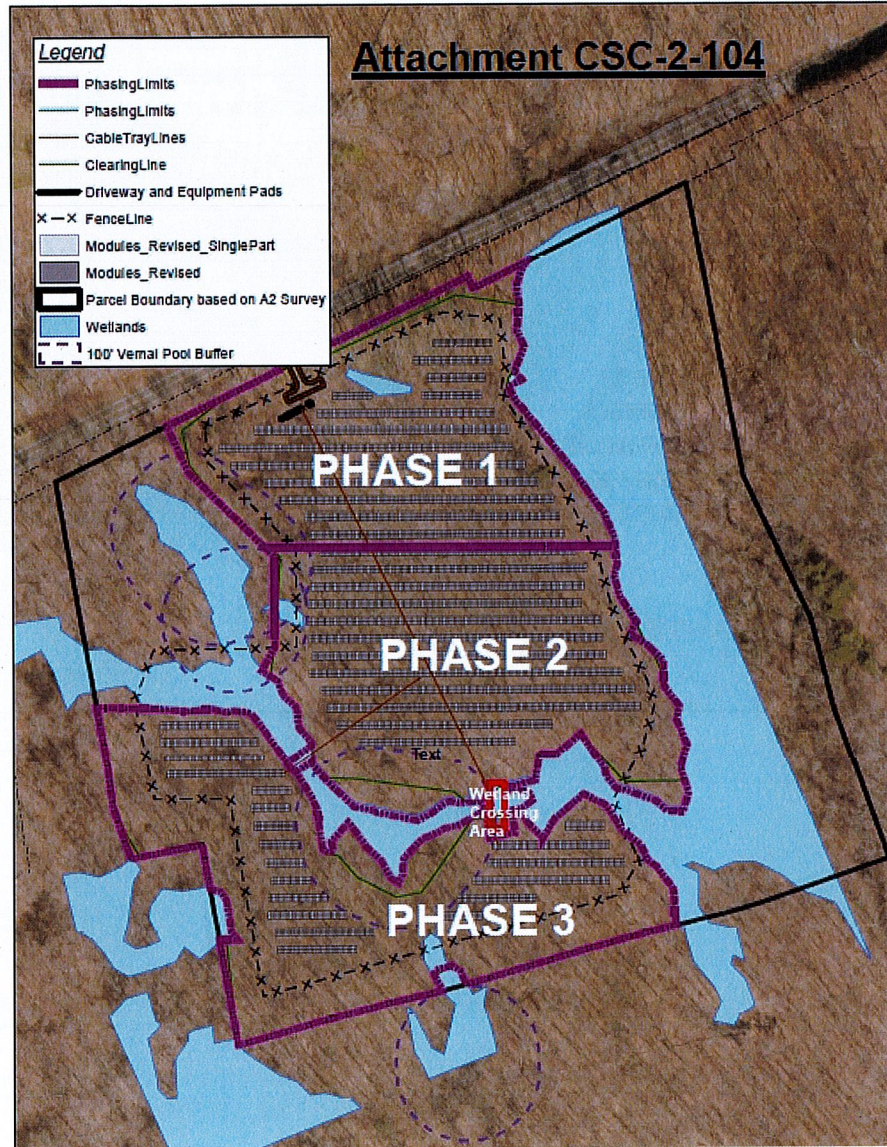 Legend
PhasingLimits
PhasingLimits
CableTrayLines
ClearingLine
Driveway and Equipment Pads
FenceLine
Modules_Revised_SinglePart
Modules_Revised
Parcel Boundary based on A2 Survey
Wetlands
100' Vernal Pool Buffer
Attachment CSC-2-104
PHASE 1
PHASE 2
Text
Wetland
Crossing
Area
PHASE 3